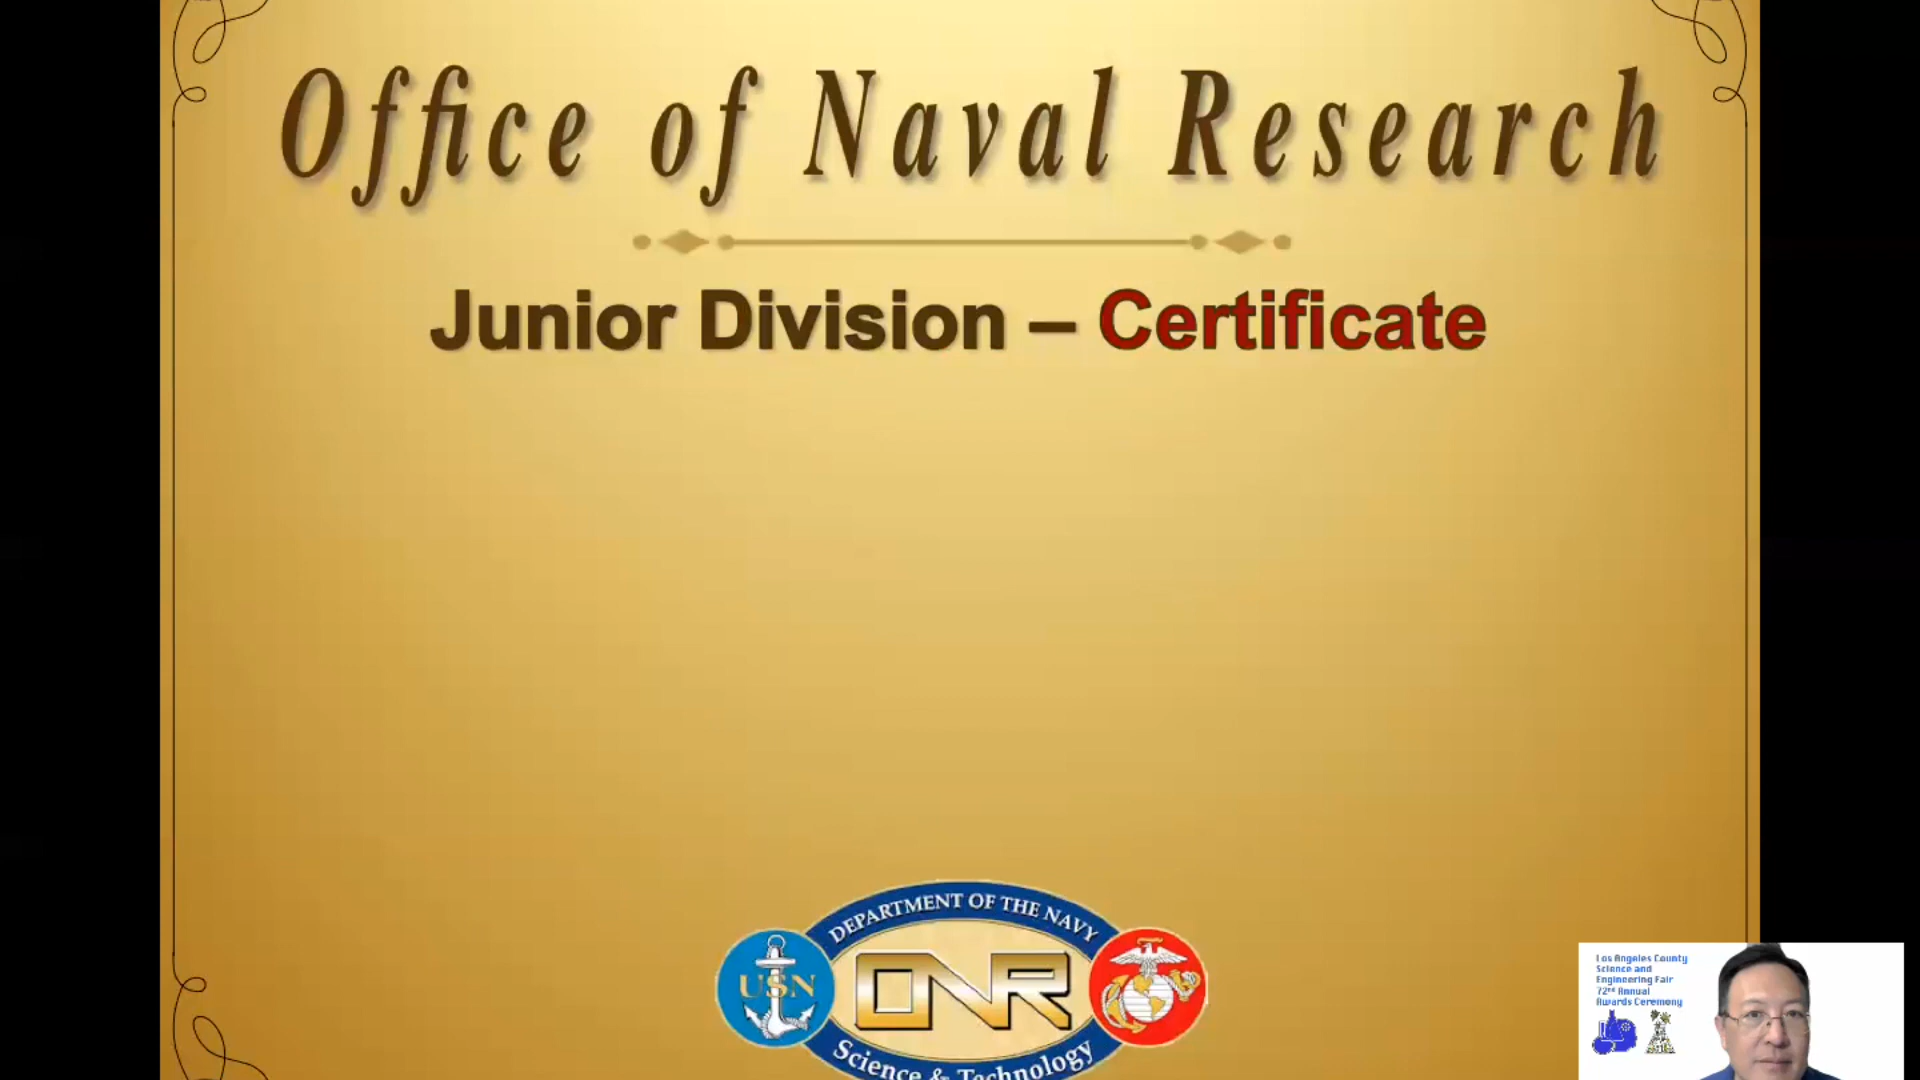 Office of Naval Research
Junior Division – Certificate
DEPARTMENT OF THE NAVY
USN
ONR
Science & Technology
Los Angeles County
Science and
Engineering Fair
72nd Annual
Awards Ceremony